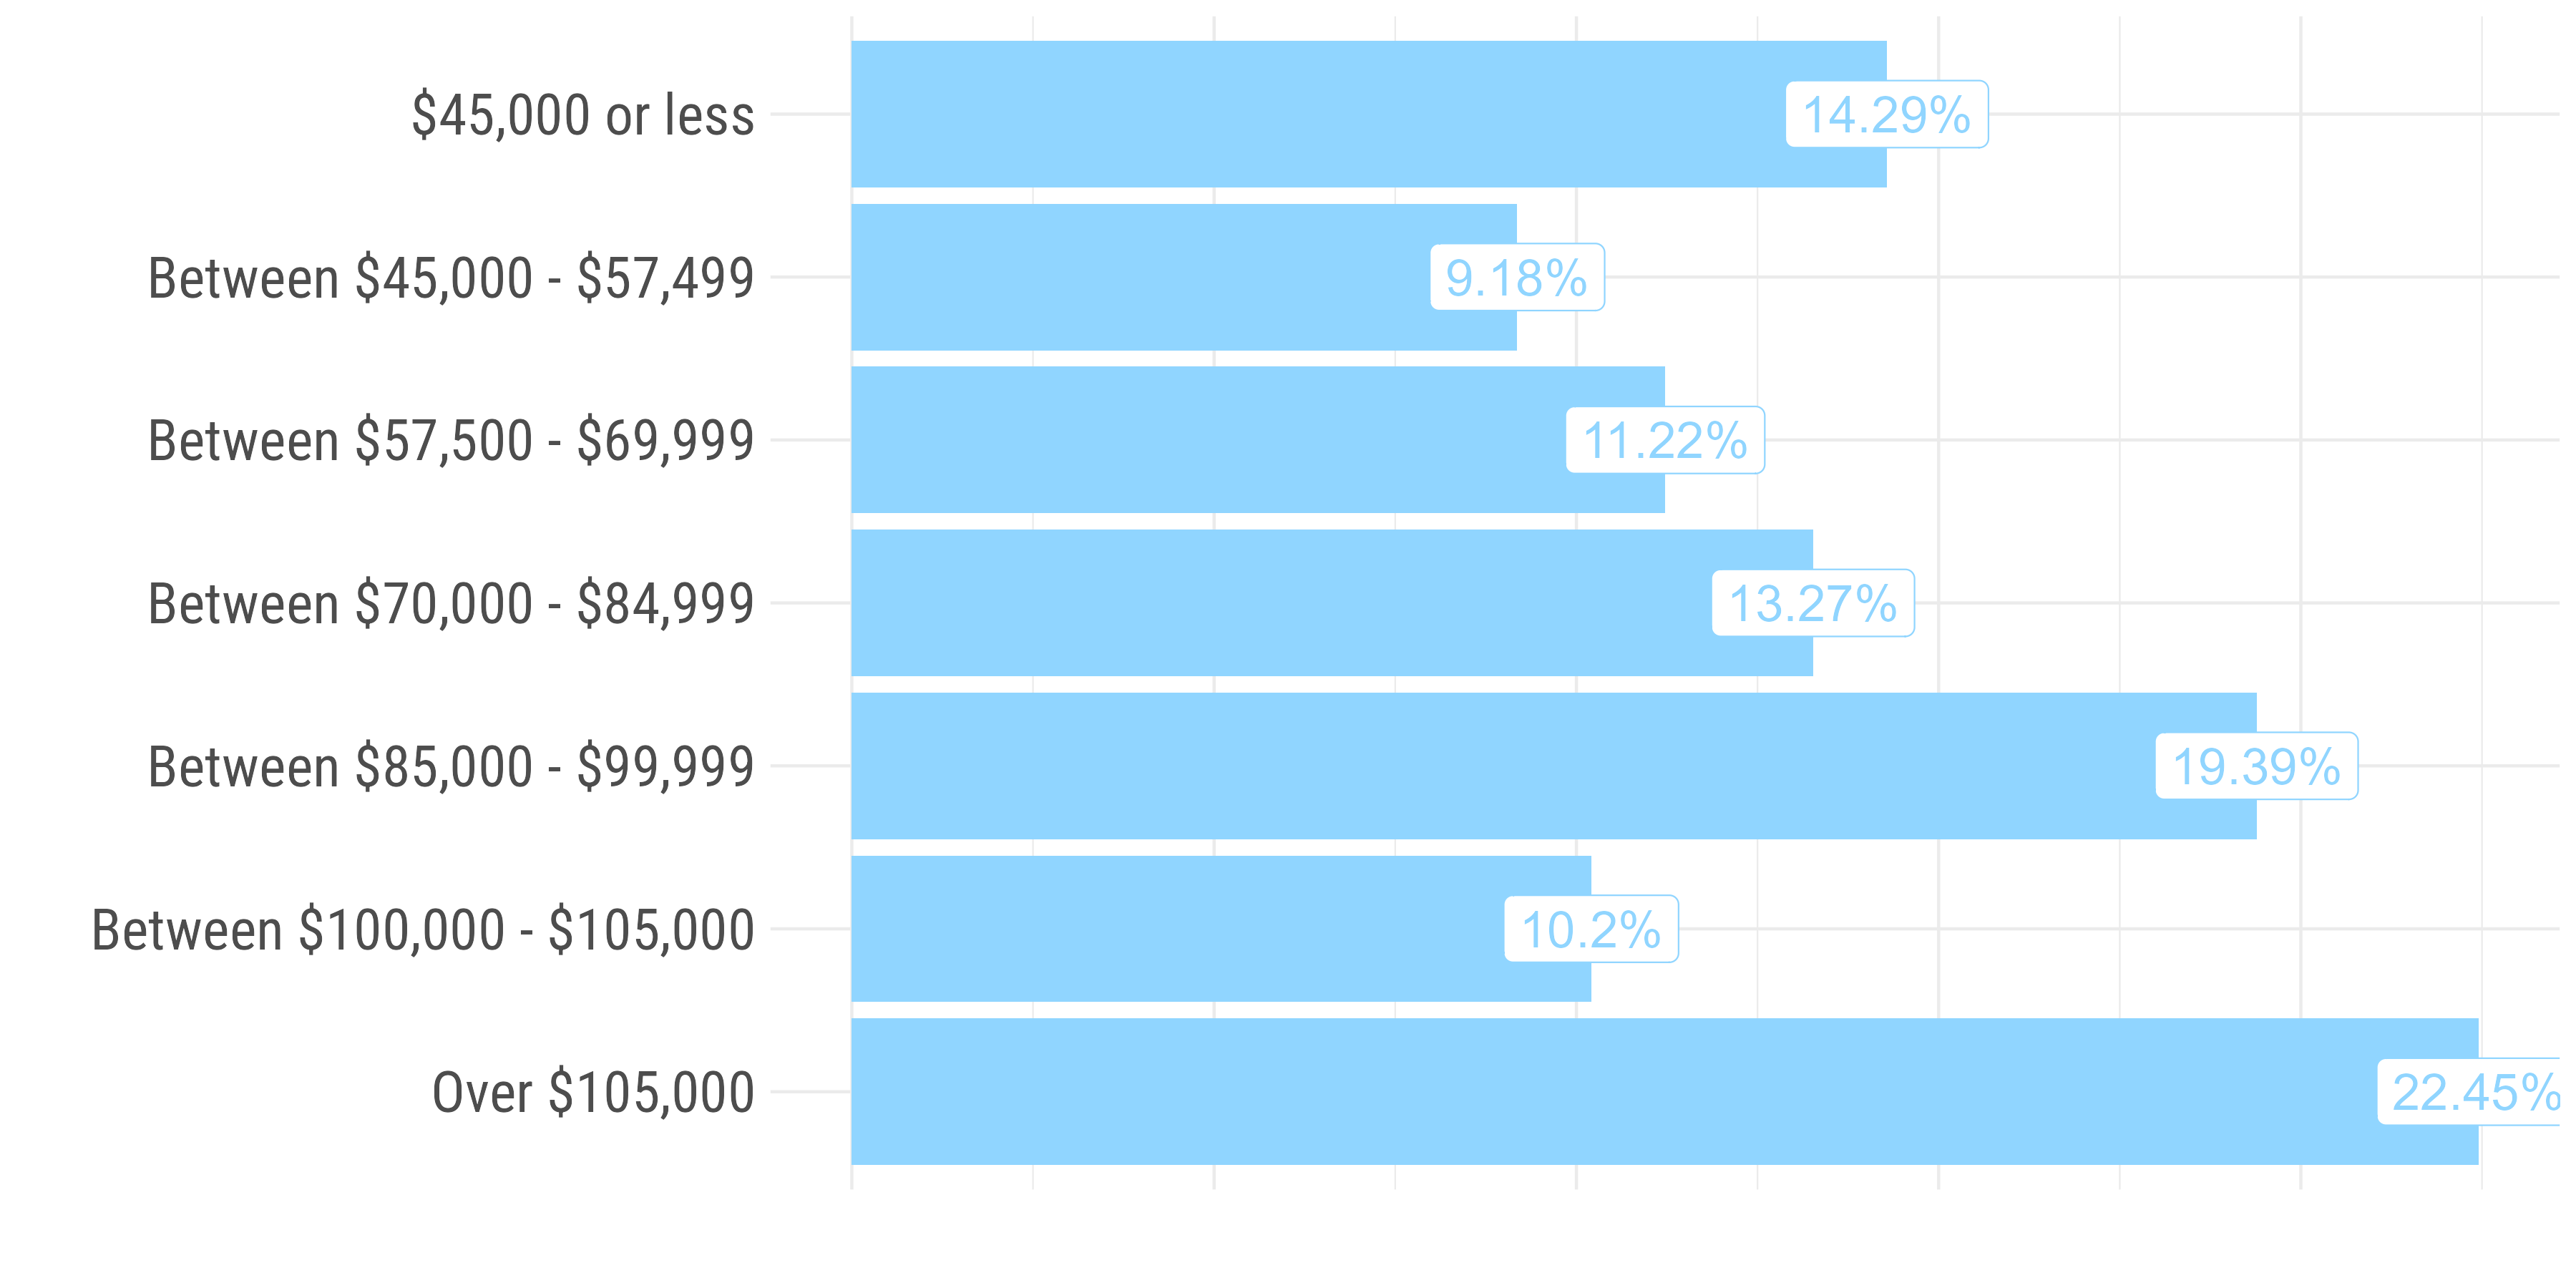 $45,000 or less 14.29%
Between $45,000 - $57,499 9.18%
Between $57,500 - $69,999 11.22%
Between $70,000 - $84,999 13.27%
Between $85,000 - $99,999 19.39%
Between $100,000 - $105,000 10.2%
Over $105,000 22.45%